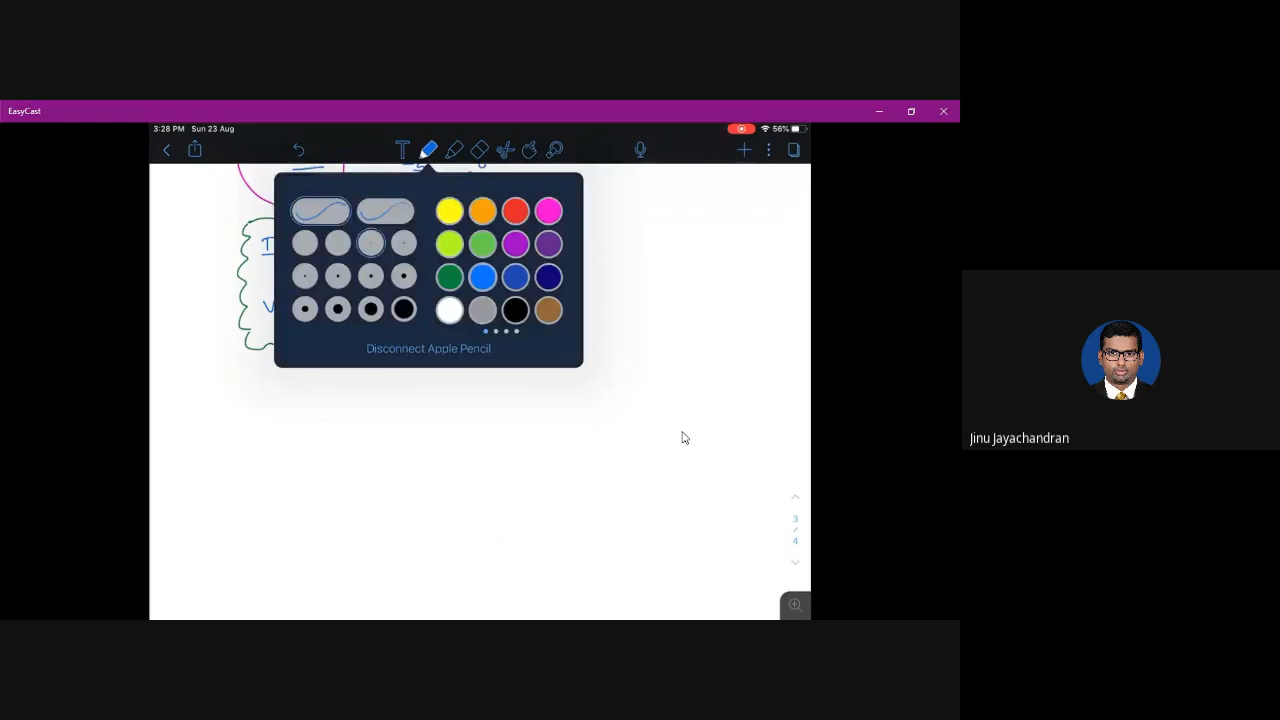 EasyCast
3:28 PM Sun 23 Aug
56%
T
Disconnect Apple Pencil
3
/
4
Jinu Jayachandran